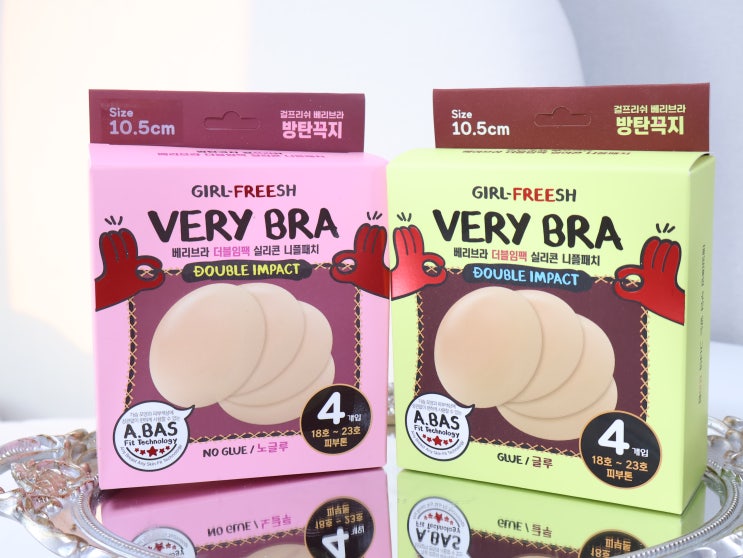 Size
10.5cm
걸프리쉬 베리브라
방탄끅지
GIRL-FREESH
VERY BRA
베리브라 더블임팩 실리콘 니플패치
DOUBLE IMPACT
A.BAS
Fit Technology
4개입
18호 ~ 23호
피부톤
NO GLUE / 노글루
Size
10.5cm
걸프리쉬 베리브라
방탄끅지
GIRL-FREESH
VERY BRA
베리브라 더블임팩 실리콘 니플패치
DOUBLE IMPACT
A.BAS
Fit Technology
4개입
18호 ~ 23호
피부톤
GLUE / 글루